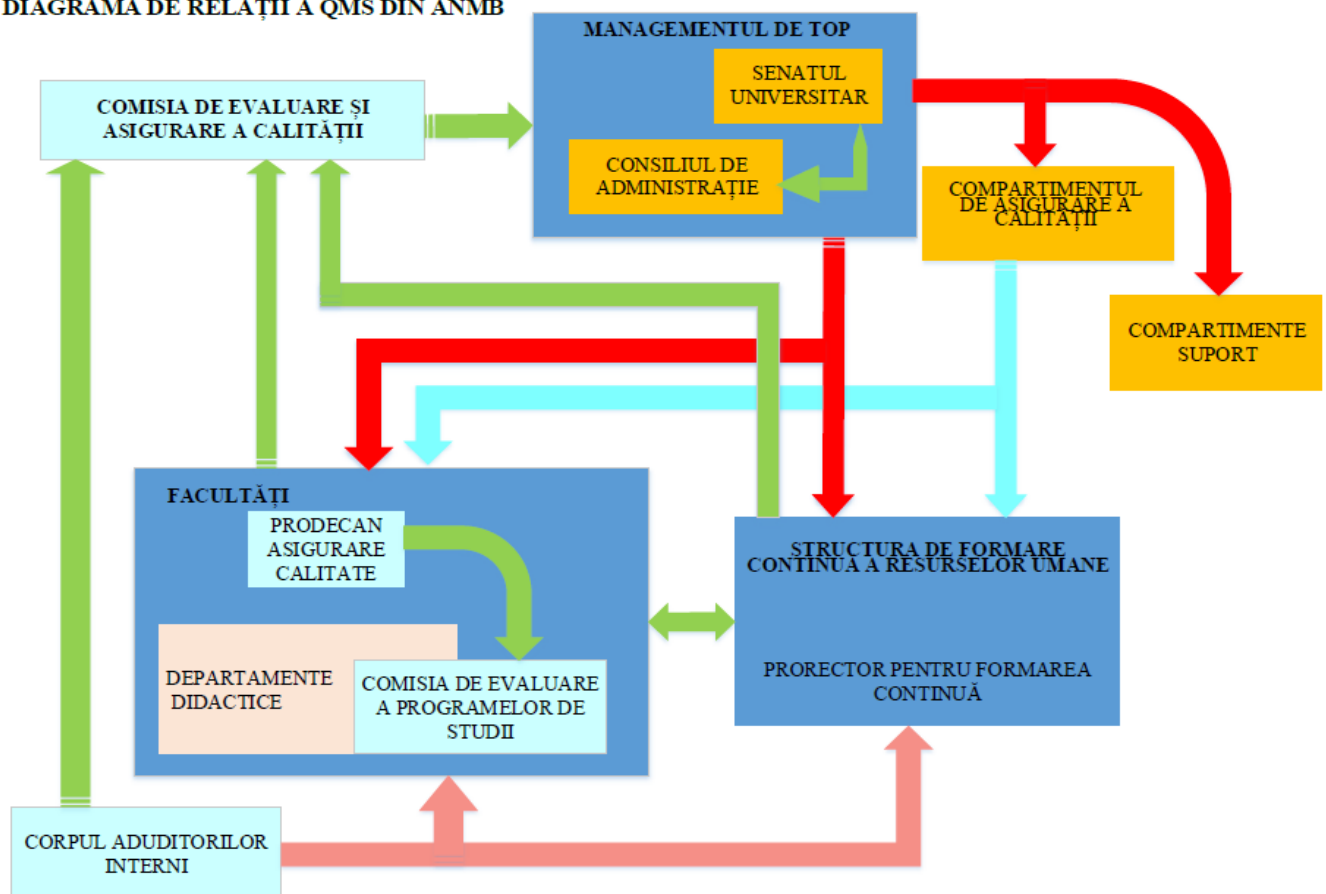 DIAGRAMA DE RELAȚII A QMS DIN ANMB
MANAGEMENTUL DE TOP
SENATUL
UNIVERSITAR
COMISIA DE EVALUARE ȘI
ASIGURARE A CALITĂȚII
CONSILIUL DE
ADMINISTRAȚIE
COMPARTIMENTUL
DE ASIGURARE A
CALITĂȚII
COMPARTIMENTE
SUPORT
FACULTĂȚI
PRODECAN
ASIGURARE
CALITATE
STRUCTURA DE FORMARE
CONTINUA A RESURSELOR UMANE
DEPARTAMENTE
DIDACTICE
COMISIA DE EVALUARE
A PROGRAMELOR DE
STUDII
PRORECTOR PENTRU FORMAREA
CONTINUĂ
CORPUL ADUDITORILOR
INTERNI